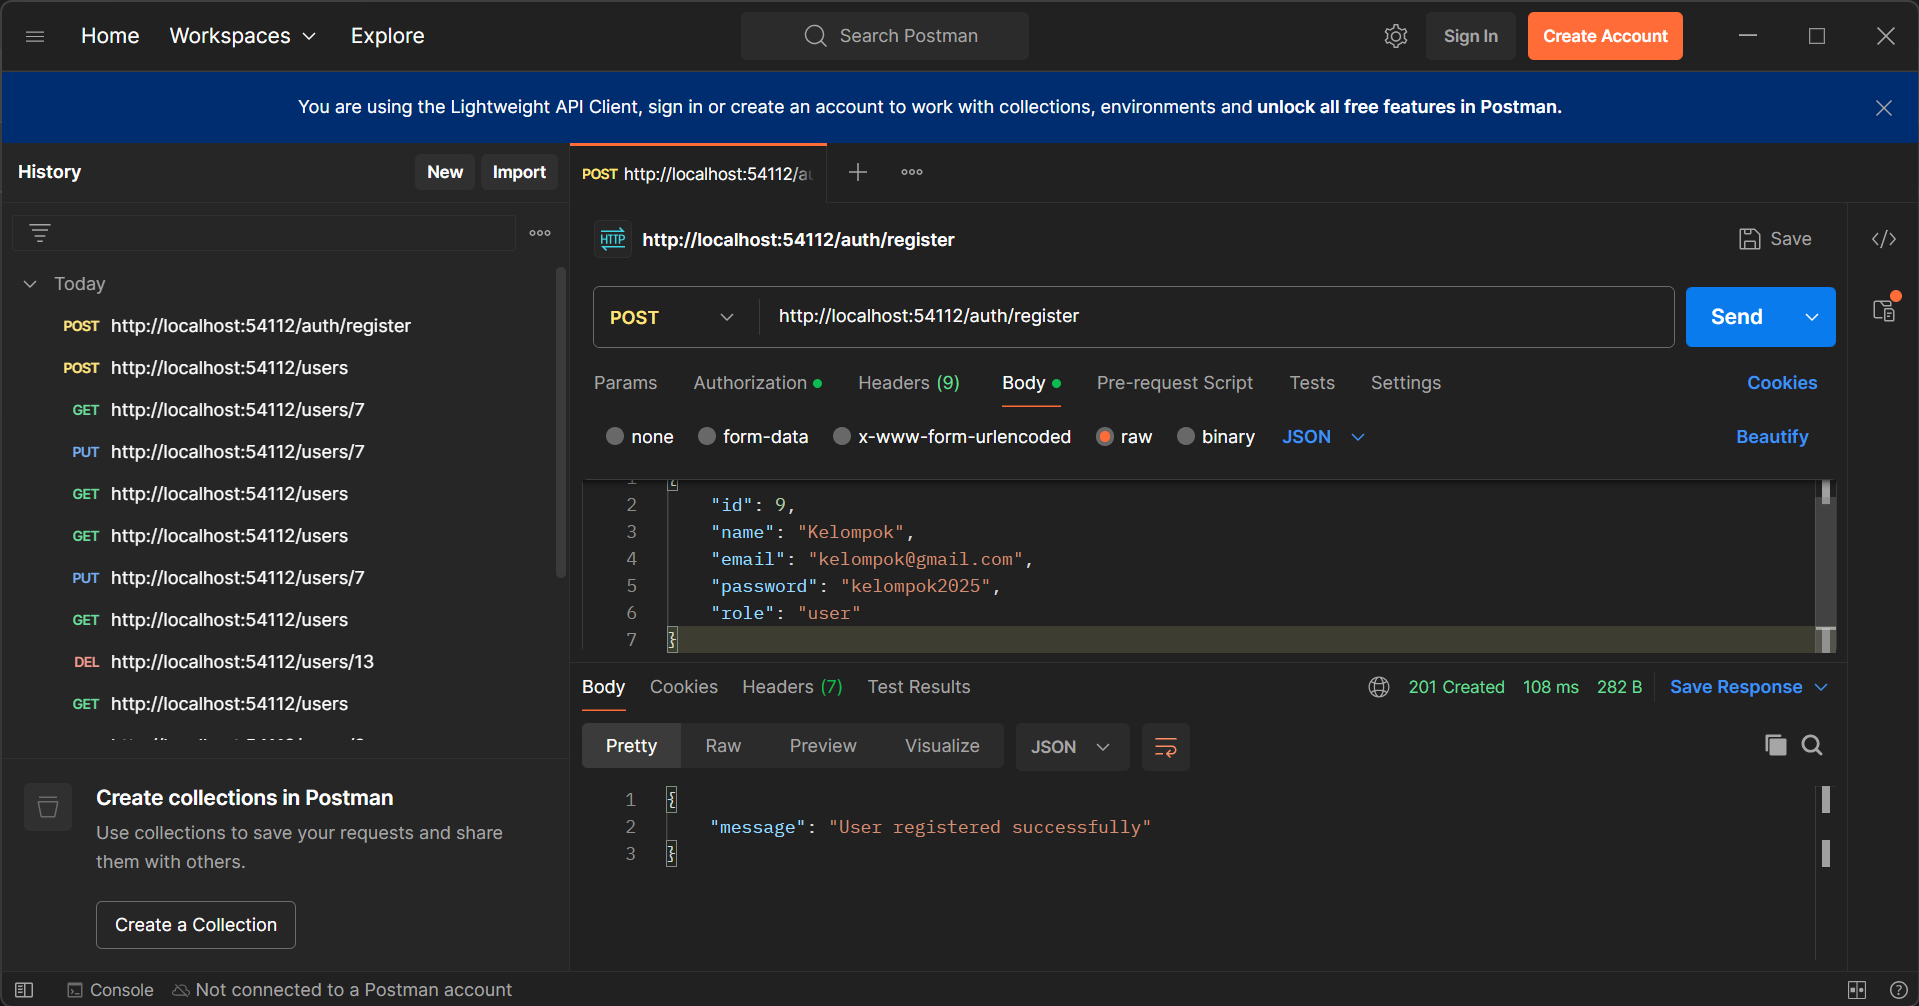 Home Workspaces Explore Search Postman Sign In Create Account
You are using the Lightweight API Client, sign in or create an account to work with collections, environments and unlock all free features in Postman.
History New Import
Today
POST http://localhost:54112/auth/register
POST http://localhost:54112/users
GET http://localhost:54112/users/7
PUT http://localhost:54112/users/7
GET http://localhost:54112/users
GET http://localhost:54112/users
PUT http://localhost:54112/users/7
GET http://localhost:54112/users
DEL http://localhost:54112/users/13
GET http://localhost:54112/users
Create collections in Postman
Use collections to save your requests and share
them with others.
Create a Collection
POST http://localhost:54112/au
HTTP http://localhost:54112/auth/register Save
POST http://localhost:54112/auth/register Send
Params Authorization Headers (9) Body Pre-request Script Tests Settings Cookies
none form-data x-www-form-urlencoded raw binary JSON Beautify
1 {
2 "id": 9,
3 "name": "Kelompok",
4 "email": "kelompok@gmail.com",
5 "password": "kelompok2025",
6 "role": "user"
7 }
Body Cookies Headers (7) Test Results 201 Created 108 ms 282 B Save Response
Pretty Raw Preview Visualize JSON
1 {
2 "message": "User registered successfully"
3 }
Console Not connected to a Postman account